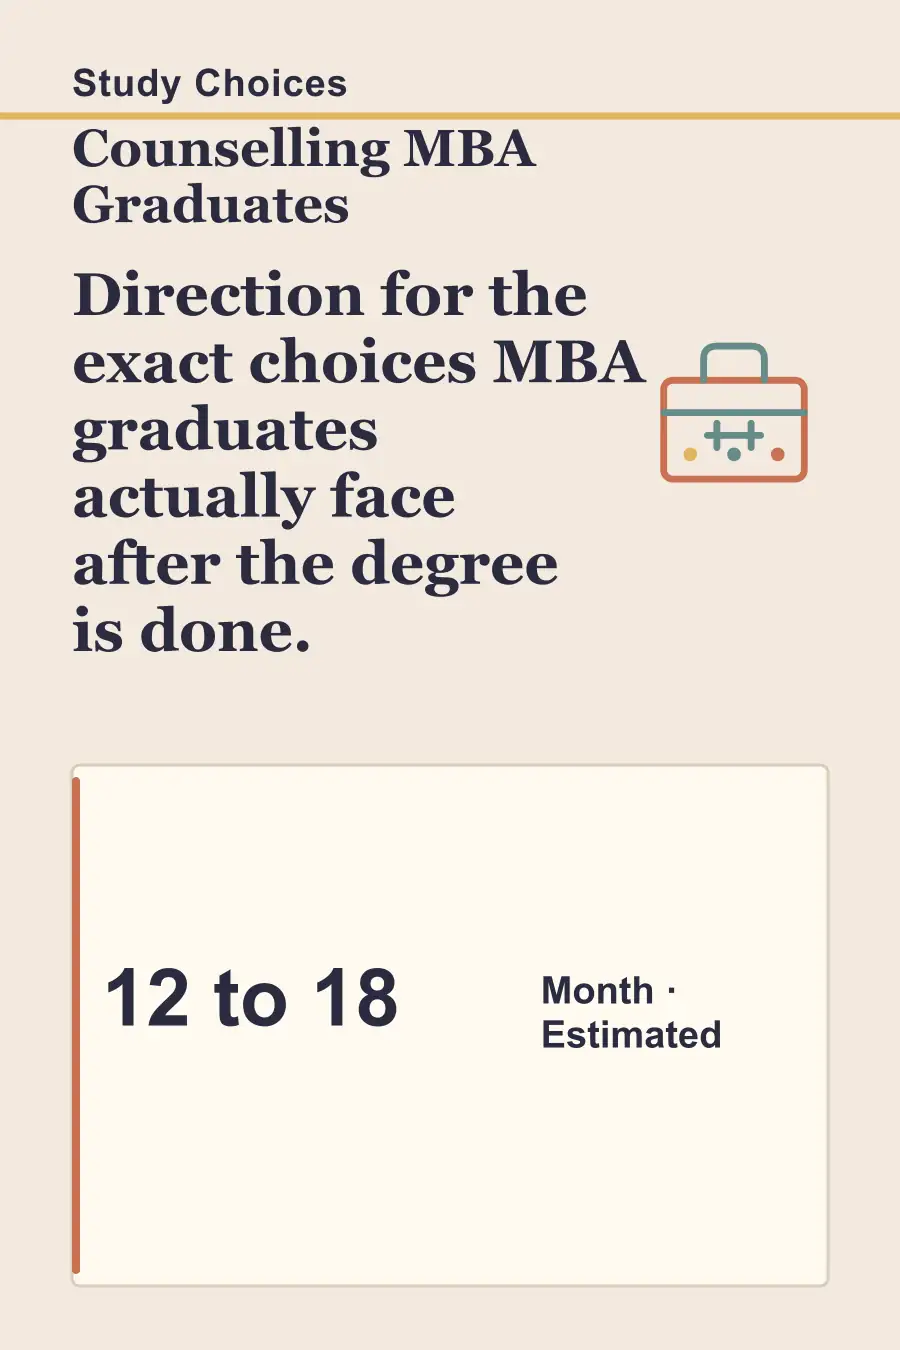 Study Choices
Counselling MBA
Graduates
Direction for the
exact choices MBA
graduates
actually face
after the degree
is done.
12 to 18
Month ·
Estimated